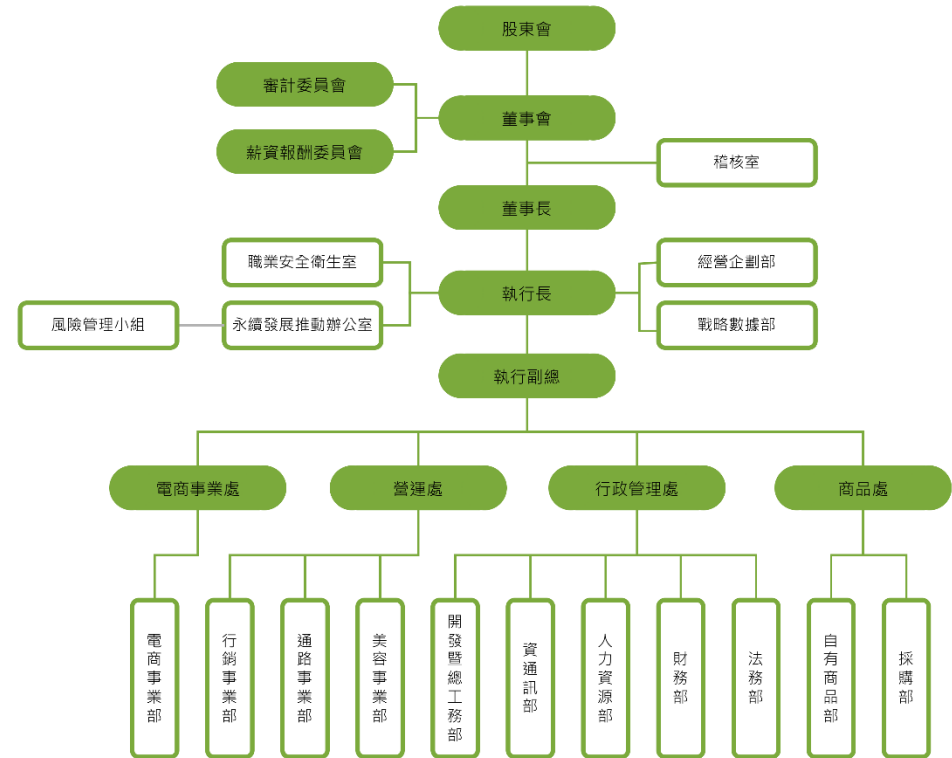 股東會
審計委員會
董事會
薪資報酬委員會
稽核室
董事長
職業安全衛生室
經營企劃部
執行長
風險管理小組
永續發展推動辦公室
戰略數據部
執行副總
電商事業處
營運處
行政管理處
商品處
電商事業部
行銷事業部
通路事業部
美容事業部
開發暨總工務部
資通訊部
人力資源部
財務部
法務部
自有商品部
採購部